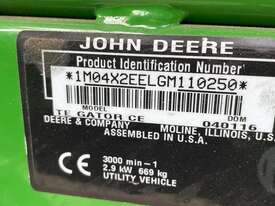 JOHN DEERE
Product Identification Number
*1M04X2EELGM110250*
MODEL
TE GATOR CE
DOM
040116
DEERE & COMPANY MOLINE, ILLINOIS, U.S.A.
ASSEMBLED IN U.S.A.
CE
3000 min-1
2.9 kW 669 kg
UTILITY VEHICLE